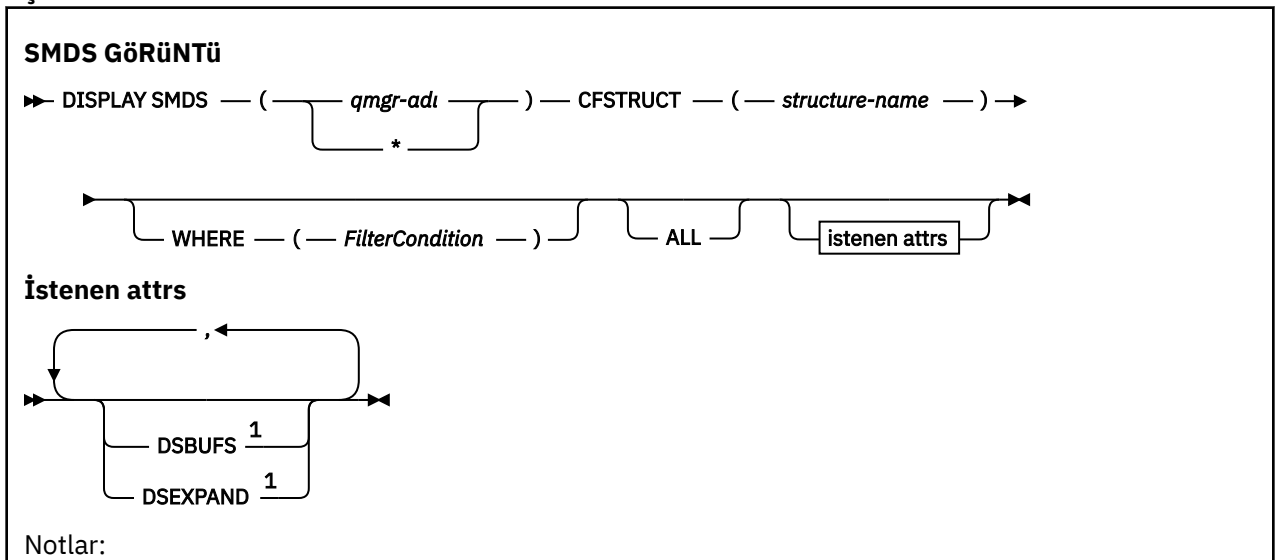 SMDS GöRüNTü
DISPLAY SMDS ( qmgr-adı ) CFSTRUCT ( structure-name )
*
WHERE ( FilterCondition ) ALL istenen attrs
İstenen attrs
,
DSBUFS 1
DSEXPAND 1
Notlar: